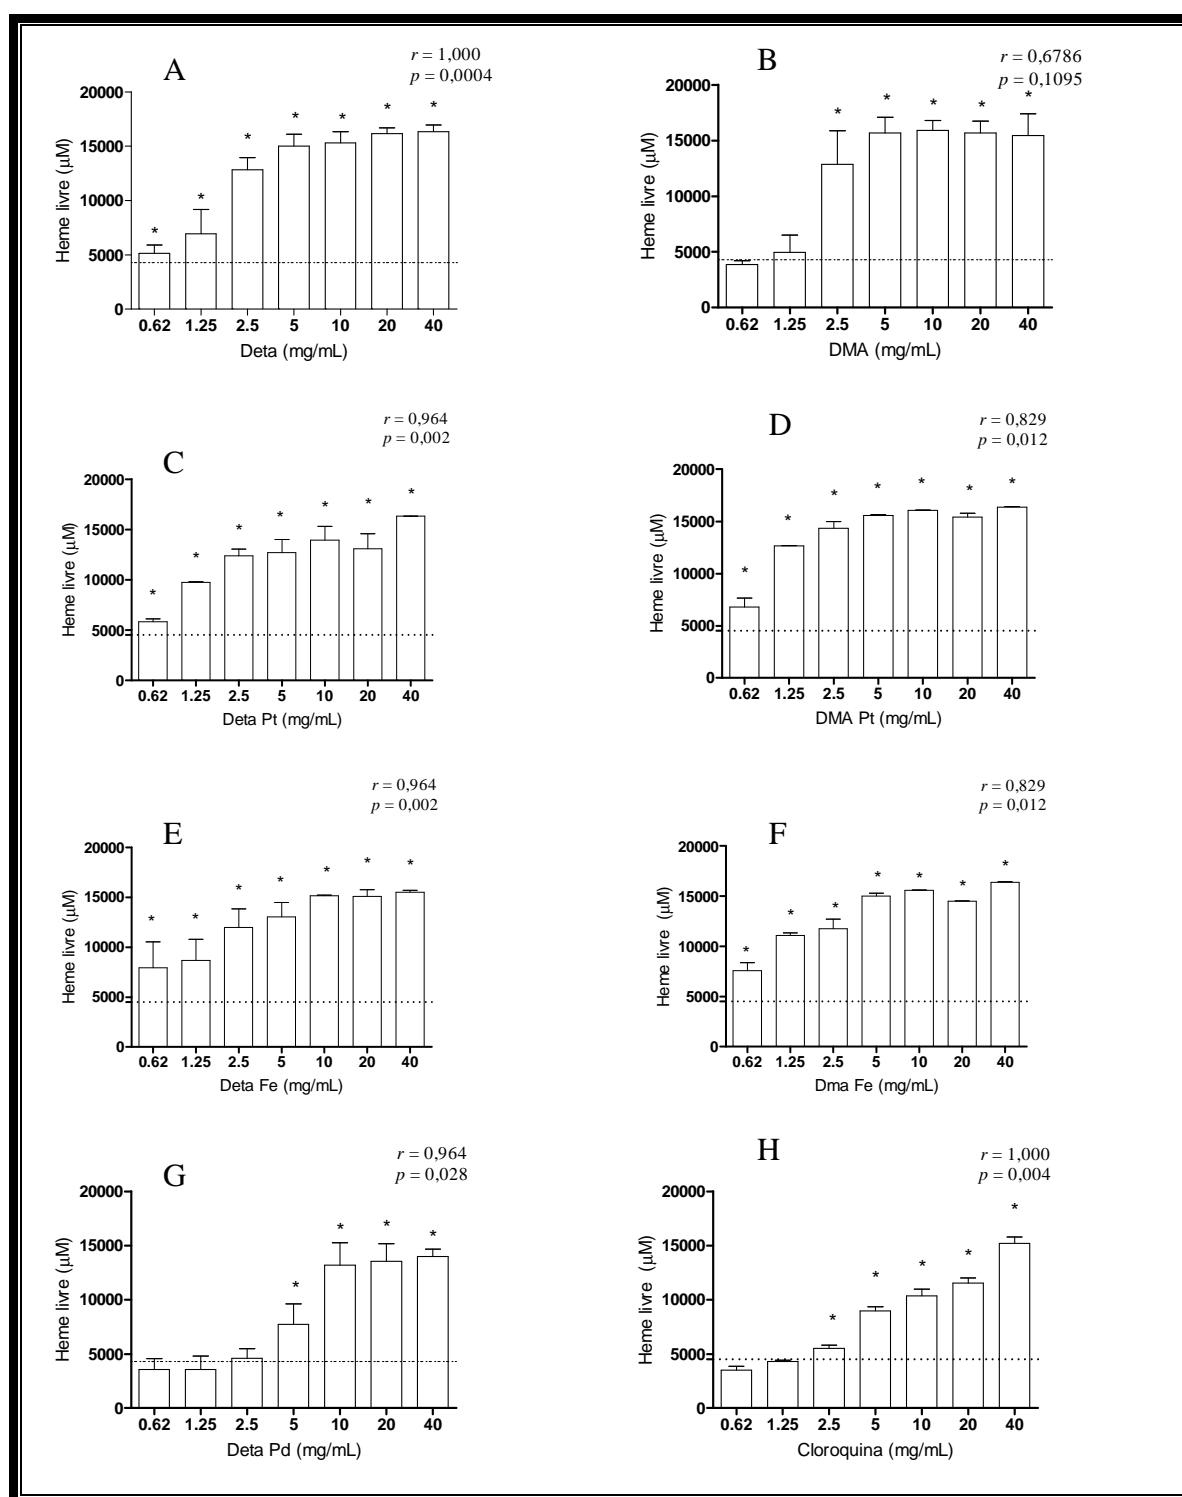 A
r = 1,000
p = 0,0004
* * * * * * *
Heme livre (µM)
20000
15000
10000
5000
0
0.62 1.25 2.5 5 10 20 40
Deta (mg/mL)
B
r = 0,6786
p = 0,1095
* * * * *
Heme livre (µM)
20000
15000
10000
5000
0
0.62 1.25 2.5 5 10 20 40
DMA (mg/mL)
C
r = 0,964
p = 0,002
* * * * * * *
Heme livre (µM)
20000
15000
10000
5000
0
0.62 1.25 2.5 5 10 20 40
Deta Pt (mg/mL)
D
r = 0,829
p = 0,012
* * * * * * *
Heme livre (µM)
20000
15000
10000
5000
0
0.62 1.25 2.5 5 10 20 40
DMA Pt (mg/mL)
E
r = 0,964
p = 0,002
* * * * * * *
Heme livre (µM)
20000
15000
10000
5000
0
0.62 1.25 2.5 5 10 20 40
Deta Fe (mg/mL)
F
r = 0,829
p = 0,012
* * * * * * *
Heme livre (µM)
20000
15000
10000
5000
0
0.62 1.25 2.5 5 10 20 40
Dma Fe (mg/mL)
G
r = 0,964
p = 0,028
* * * *
Heme livre (µM)
20000
15000
10000
5000
0
0.62 1.25 2.5 5 10 20 40
Deta Pd (mg/mL)
H
r = 1,000
p = 0,004
* * * * *
Heme livre (µM)
20000
15000
10000
5000
0
0.62 1.25 2.5 5 10 20 40
Cloroquina (mg/mL)